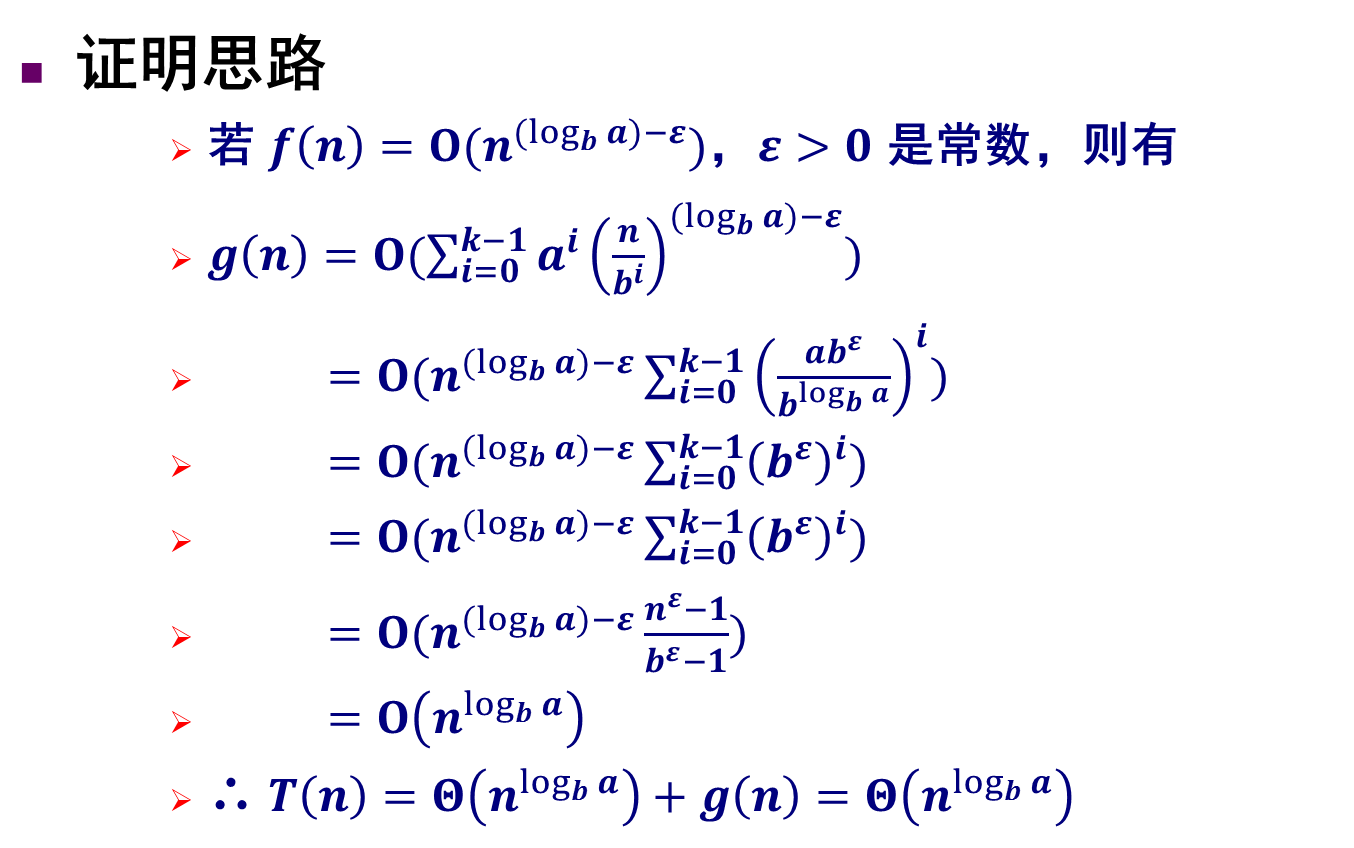 ■ 证明思路
➢ 若 f(n) = O(n^{(log_b a)−ε})，ε > 0 是常数，则有
➢ g(n) = O(∑_{i=0}^{k−1} a^i (n/b^i)^{(log_b a)−ε})
➢ = O(n^{(log_b a)−ε} ∑_{i=0}^{k−1} (ab^ε/b^{log_b a})^i)
➢ = O(n^{(log_b a)−ε} ∑_{i=0}^{k−1} (b^ε)^i)
➢ = O(n^{(log_b a)−ε} ∑_{i=0}^{k−1} (b^ε)^i)
➢ = O(n^{(log_b a)−ε} (n^ε−1)/(b^ε−1))
➢ = O(n^{log_b a})
➢ ∴ T(n) = Θ(n^{log_b a}) + g(n) = Θ(n^{log_b a})